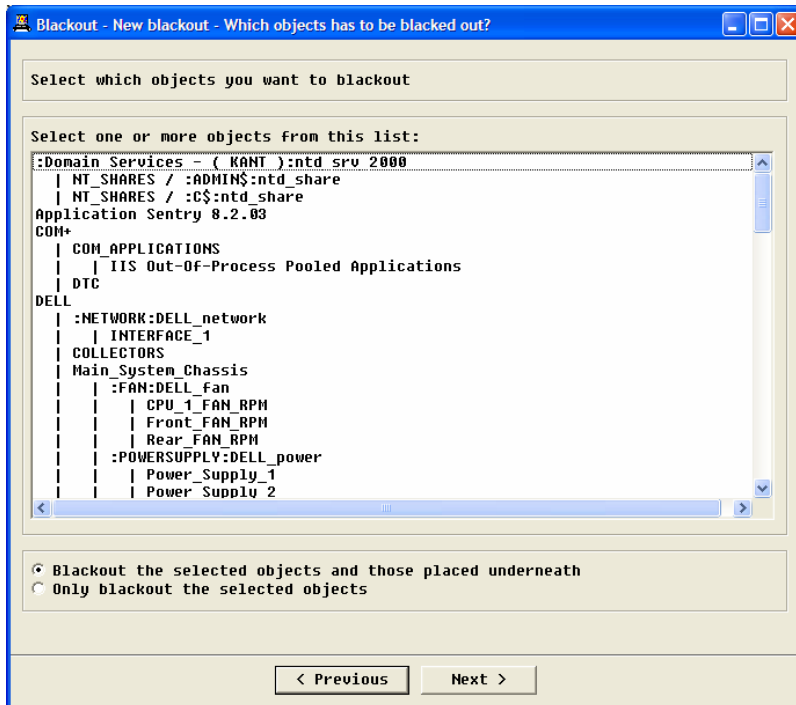 Blackout - New blackout - Which objects has to be blacked out?
Select which objects you want to blackout
Select one or more objects from this list:
:Domain Services - ( KANT ):ntd_srv_2000
| NT_SHARES / :ADMIN$:ntd_share
| NT_SHARES / :C$:ntd_share
Application Sentry 8.2.03
COM+
| COM_APPLICATIONS
| | IIS Out-Of-Process Pooled Applications
| DTC
DELL
| :NETWORK:DELL_network
| | INTERFACE_1
| COLLECTORS
| Main_System_Chassis
| | :FAN:DELL_fan
| | | CPU_1_FAN_RPM
| | | Front_FAN_RPM
| | | Rear_FAN_RPM
| | :POWERSUPPLY:DELL_power
| | | Power_Supply_1
| | | Power_Supply_2
Blackout the selected objects and those placed underneath
Only blackout the selected objects
< Previous
Next >